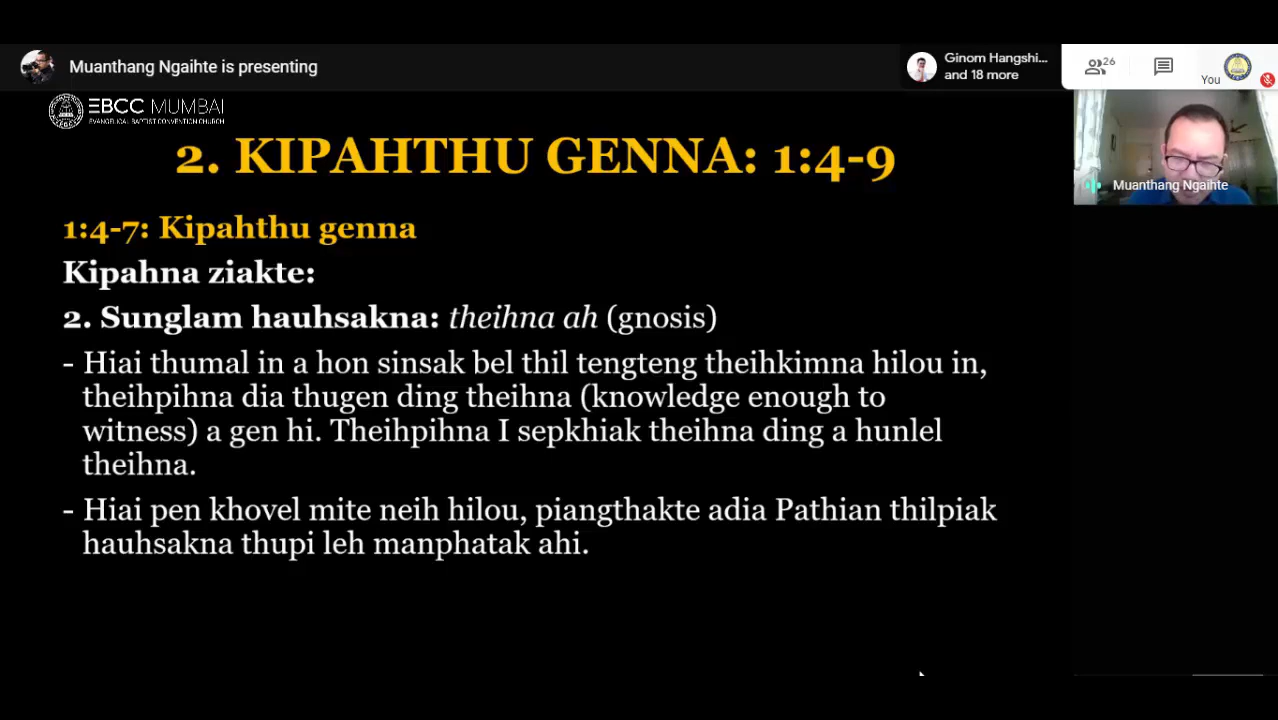 Muanthang Ngaihte is presenting
Ginom Hangshi...
and 18 more
26
You
EBCC MUMBAI
EVANGELICAL BAPTIST CONVENTION CHURCH
2. KIPAHTHU GENNA: 1:4-9
Muanthang Ngaihte
1:4-7: Kipahthu genna
Kipahna ziakte:
2. Sunglam hauhsakna: theihna ah (gnosis)
- Hiai thumal in a hon sinsak bel thil tengteng theihkimna hilou in,
theihpihna dia thugen ding theihna (knowledge enough to
witness) a gen hi. Theihpihna I sepkhiak theihna ding a hunlel
theihna.
- Hiai pen khovel mite neih hilou, piangthakte adia Pathian thilpiak
hauhsakna thupi leh manphatak ahi.